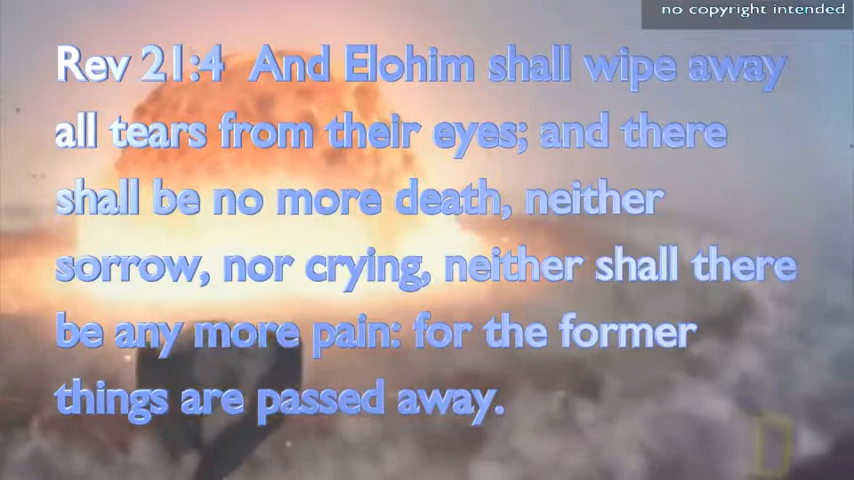 no copyright intended
Rev 21:4 And Elohim shall wipe away
all tears from their eyes; and there
shall be no more death, neither
sorrow, nor crying, neither shall there
be any more pain: for the former
things are passed away.